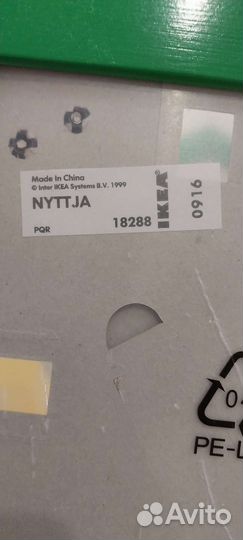 Made in China
© Inter IKEA Systems B.V. 1999
NYTTJA
PQR
18288
IKEA
0916
04
PE-L
Avito